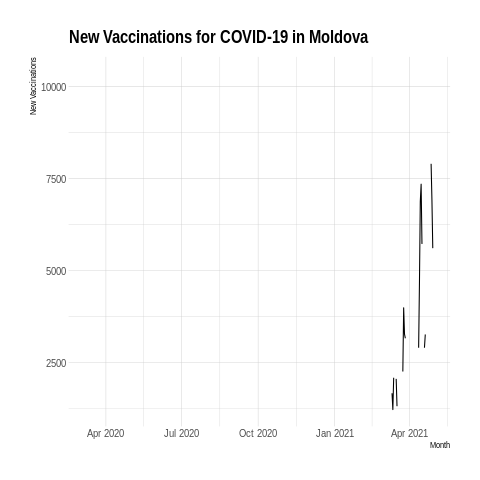 New Vaccinations for COVID-19 in Moldova
New Vaccinations
10000
7500
5000
2500
Apr 2020 Jul 2020 Oct 2020 Jan 2021 Apr 2021
Month